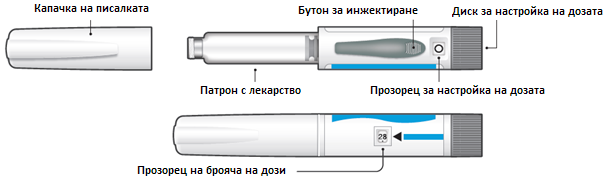 Капачка на писалката
Бутон за инжектиране
Диск за настройка на дозата
Патрон с лекарство
Прозорец за настройка на дозата
28
Прозорец на брояча на дози